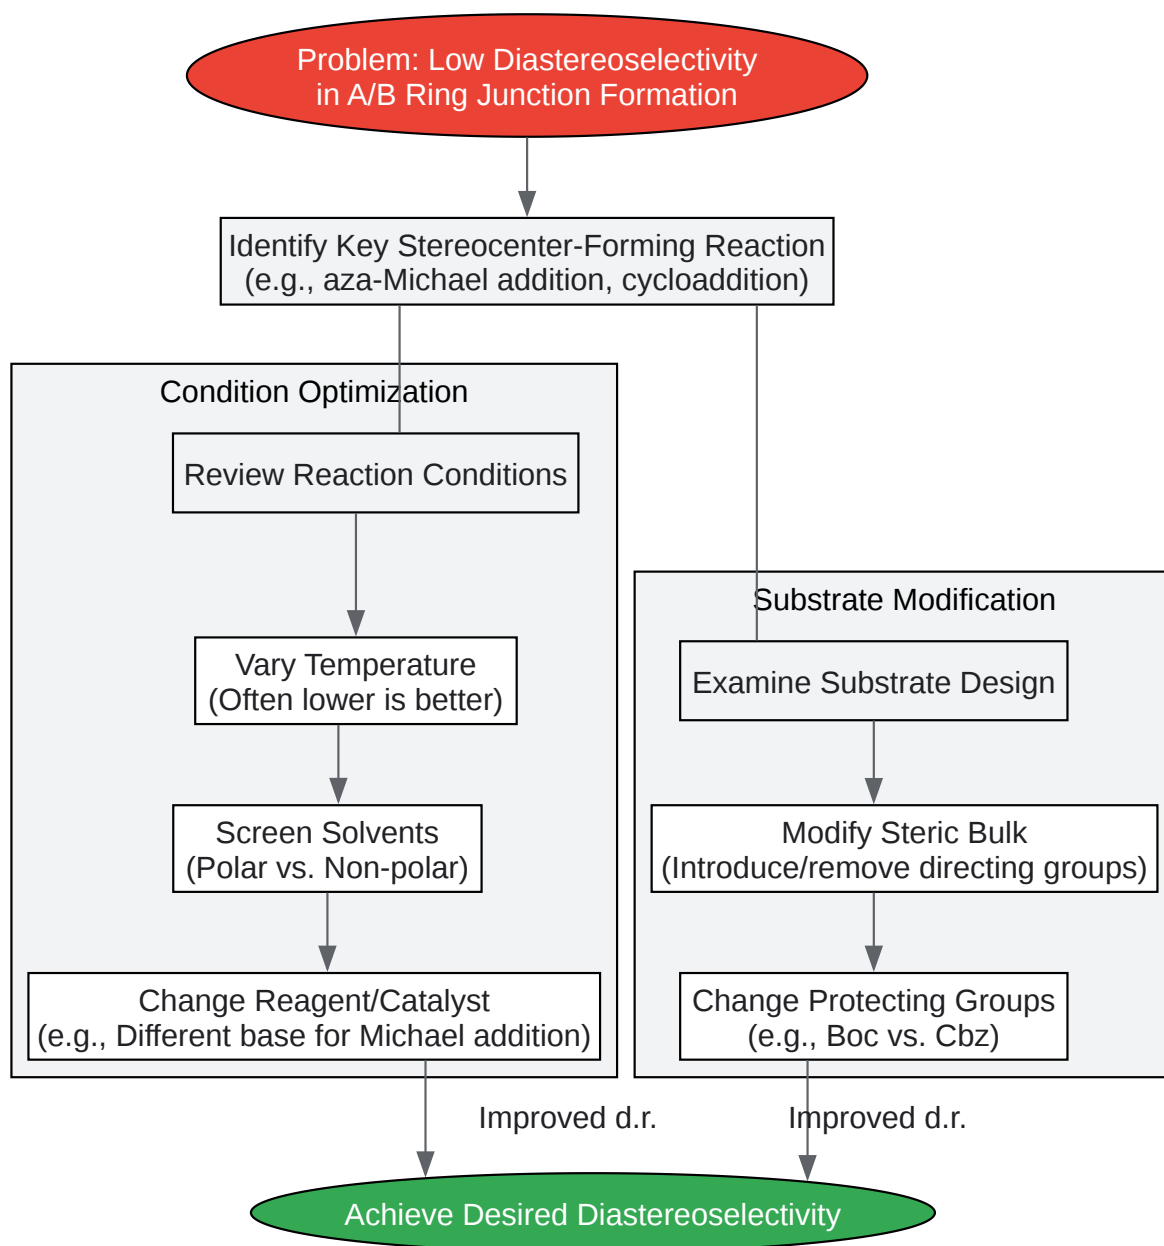 Problem: Low Diastereoselectivity
in A/B Ring Junction Formation
Identify Key Stereocenter-Forming Reaction
(e.g., aza-Michael addition, cycloaddition)
Condition Optimization
Review Reaction Conditions
Vary Temperature
(Often lower is better)
Screen Solvents
(Polar vs. Non-polar)
Change Reagent/Catalyst
(e.g., Different base for Michael addition)
Substrate Modification
Examine Substrate Design
Modify Steric Bulk
(Introduce/remove directing groups)
Change Protecting Groups
(e.g., Boc vs. Cbz)
Improved d.r.
Improved d.r.
Achieve Desired Diastereoselectivity